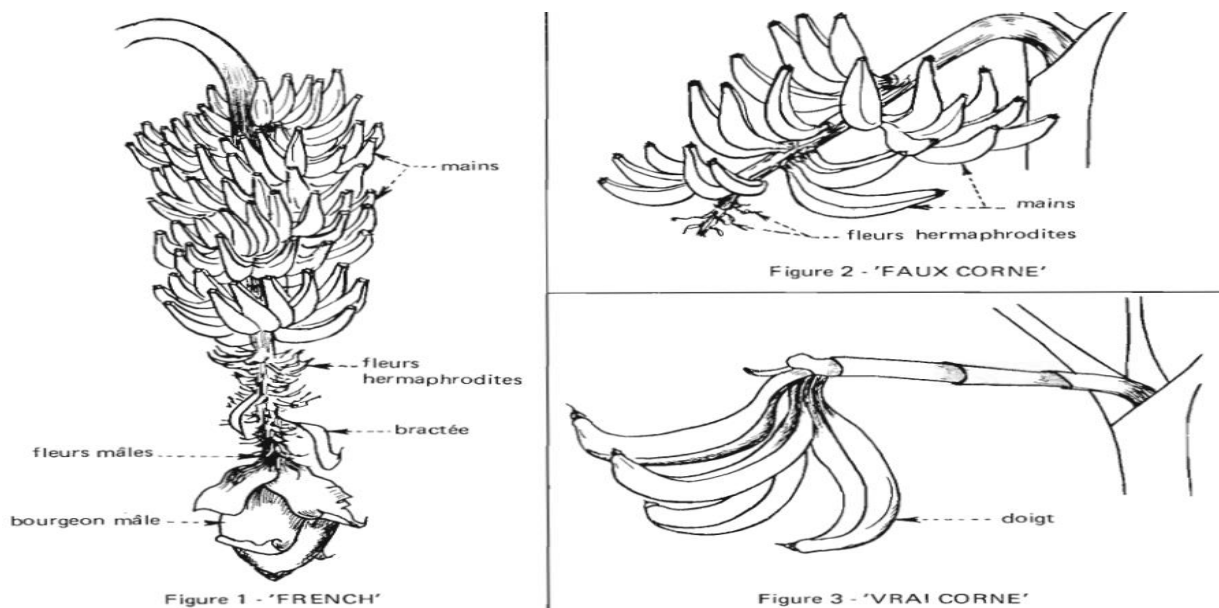 mains
fleurs
hermaphrodites
bractée
fleurs mâles
bourgeon mâle
Figure 1 - 'FRENCH'
mains
fleurs hermaphrodites
Figure 2 - 'FAUX CORNE'
doigt
Figure 3 - 'VRAI CORNE'